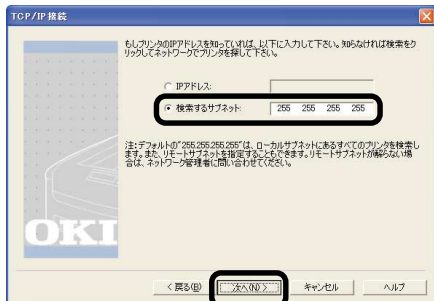 TCP/IP 接続
もしプリンタのIPアドレスを知っていれば、以下に入力して下さい。知らなければ検索をク
リックしてネットワークでプリンタを探して下さい。
IPアドレス:
検索するサブネット: 255 255 255 255
注:デフォルトの"255.255.255.255"は、ローカルサブネットにあるすべてのプリンタを検索し
ます。また、リモートサブネットを指定することもできます。リモートサブネットが解らない場
合は、ネットワーク管理者に問い合わせてください。
OKI
< 戻る(B) 次へ(N) > キャンセル ヘルプ